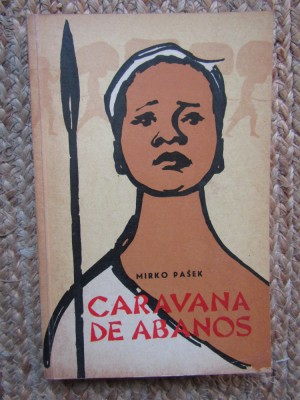 MIRKO PAŠEK
CARAVANA
DE ABANOS